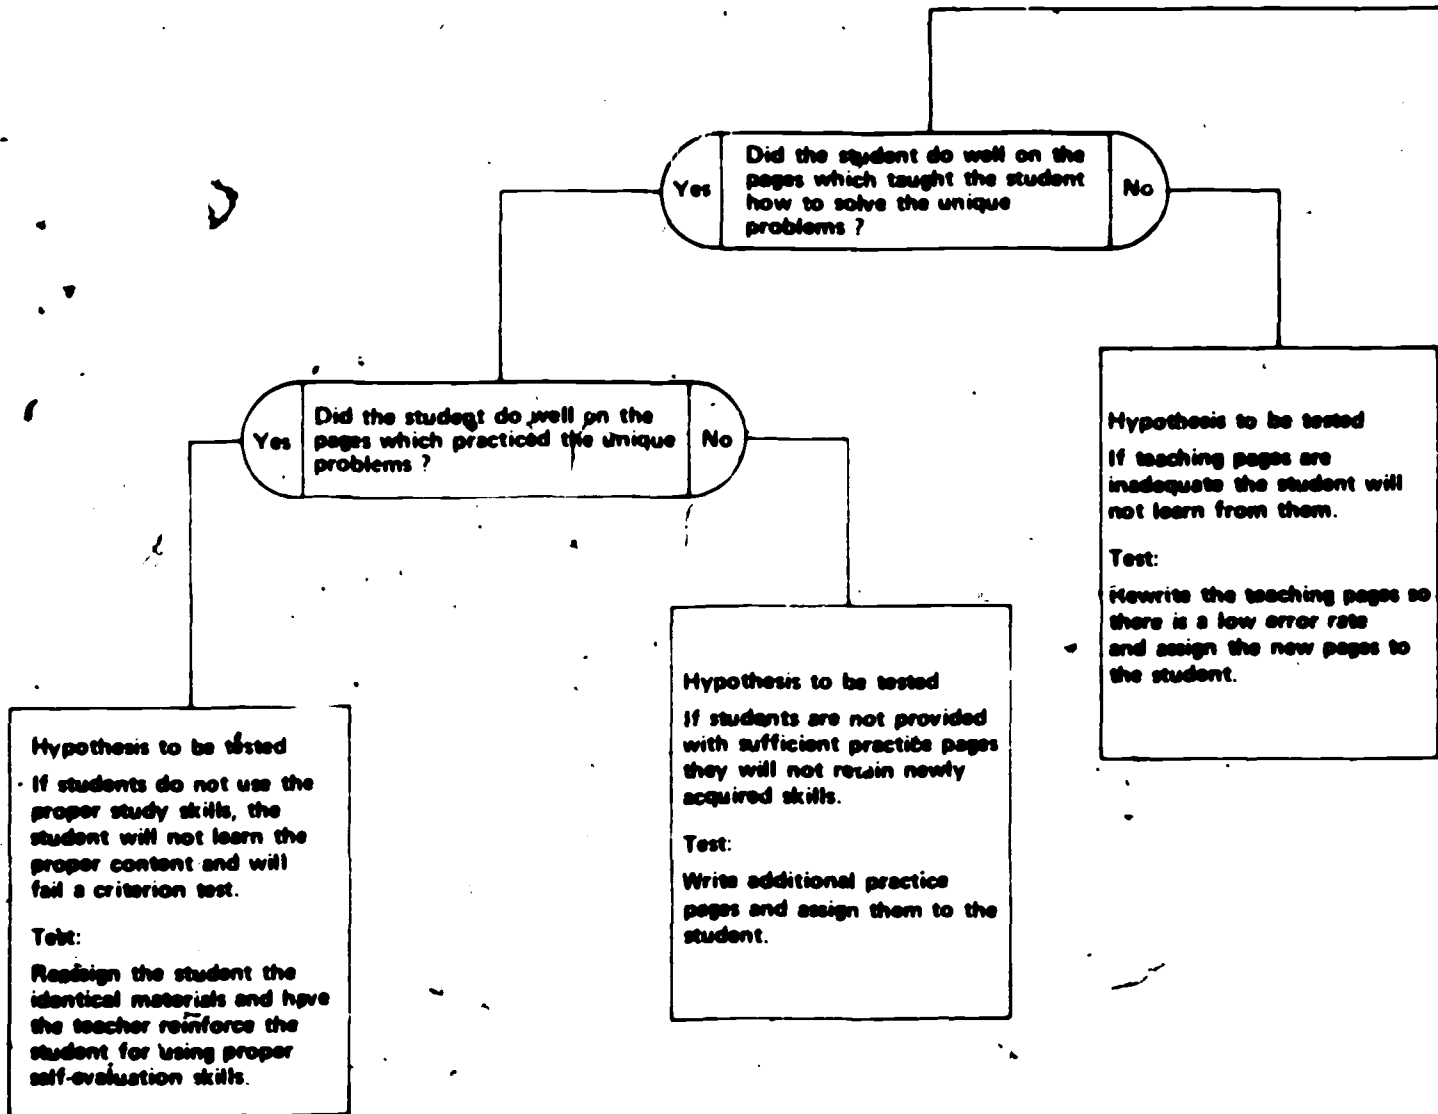 Did the student do well on the
pages which taught the student
how to solve the unique
problems ?
Yes
No
Did the student do well on the
pages which practiced the unique
problems ?
Yes
No
Hypothesis to be tested
If teaching pages are
inadequate the student will
not learn from them.
Test:
Rewrite the teaching pages so
there is a low error rate
and assign the new pages to
the student.
Hypothesis to be tested
If students are not provided
with sufficient practice pages
they will not retain newly
acquired skills.
Test:
Write additional practice
pages and assign them to the
student.
Hypothesis to be tested
If students do not use the
proper study skills, the
student will not learn the
proper content and will
fail a criterion test.
Test:
Reassign the student the
identical materials and have
the teacher reinforce the
student for using proper
self-evaluation skills.